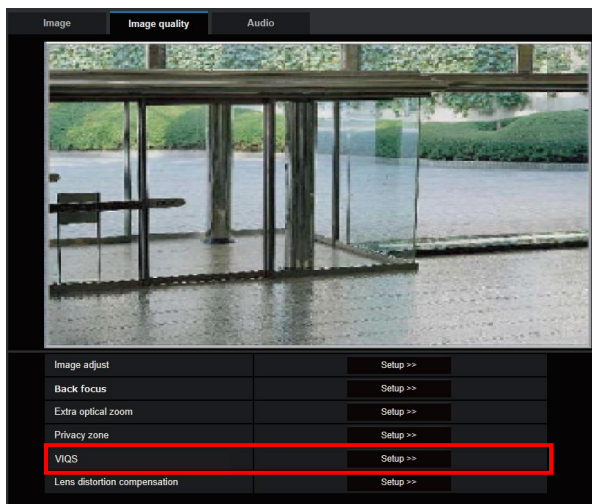 Image Image quality Audio
Image adjust Setup >>
Back focus Setup >>
Extra optical zoom Setup >>
Privacy zone Setup >>
VIQS Setup >>
Lens distortion compensation Setup >>